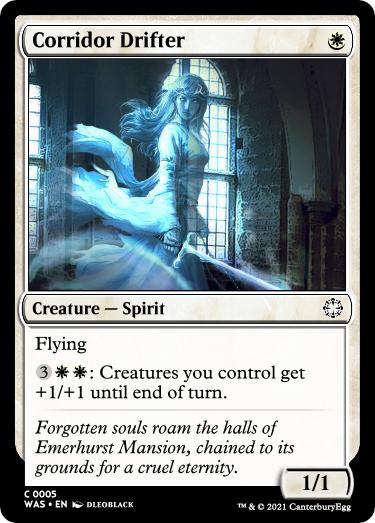 Corridor Drifter
Creature — Spirit
Flying
3: Creatures you control get
+1/+1 until end of turn.
Forgotten souls roam the halls of
Emerhurst Mansion, chained to its
grounds for a cruel eternity.
1/1
C 0005
WAS • EN DLEOBLACK
™ & © 2021 CanterburyEgg